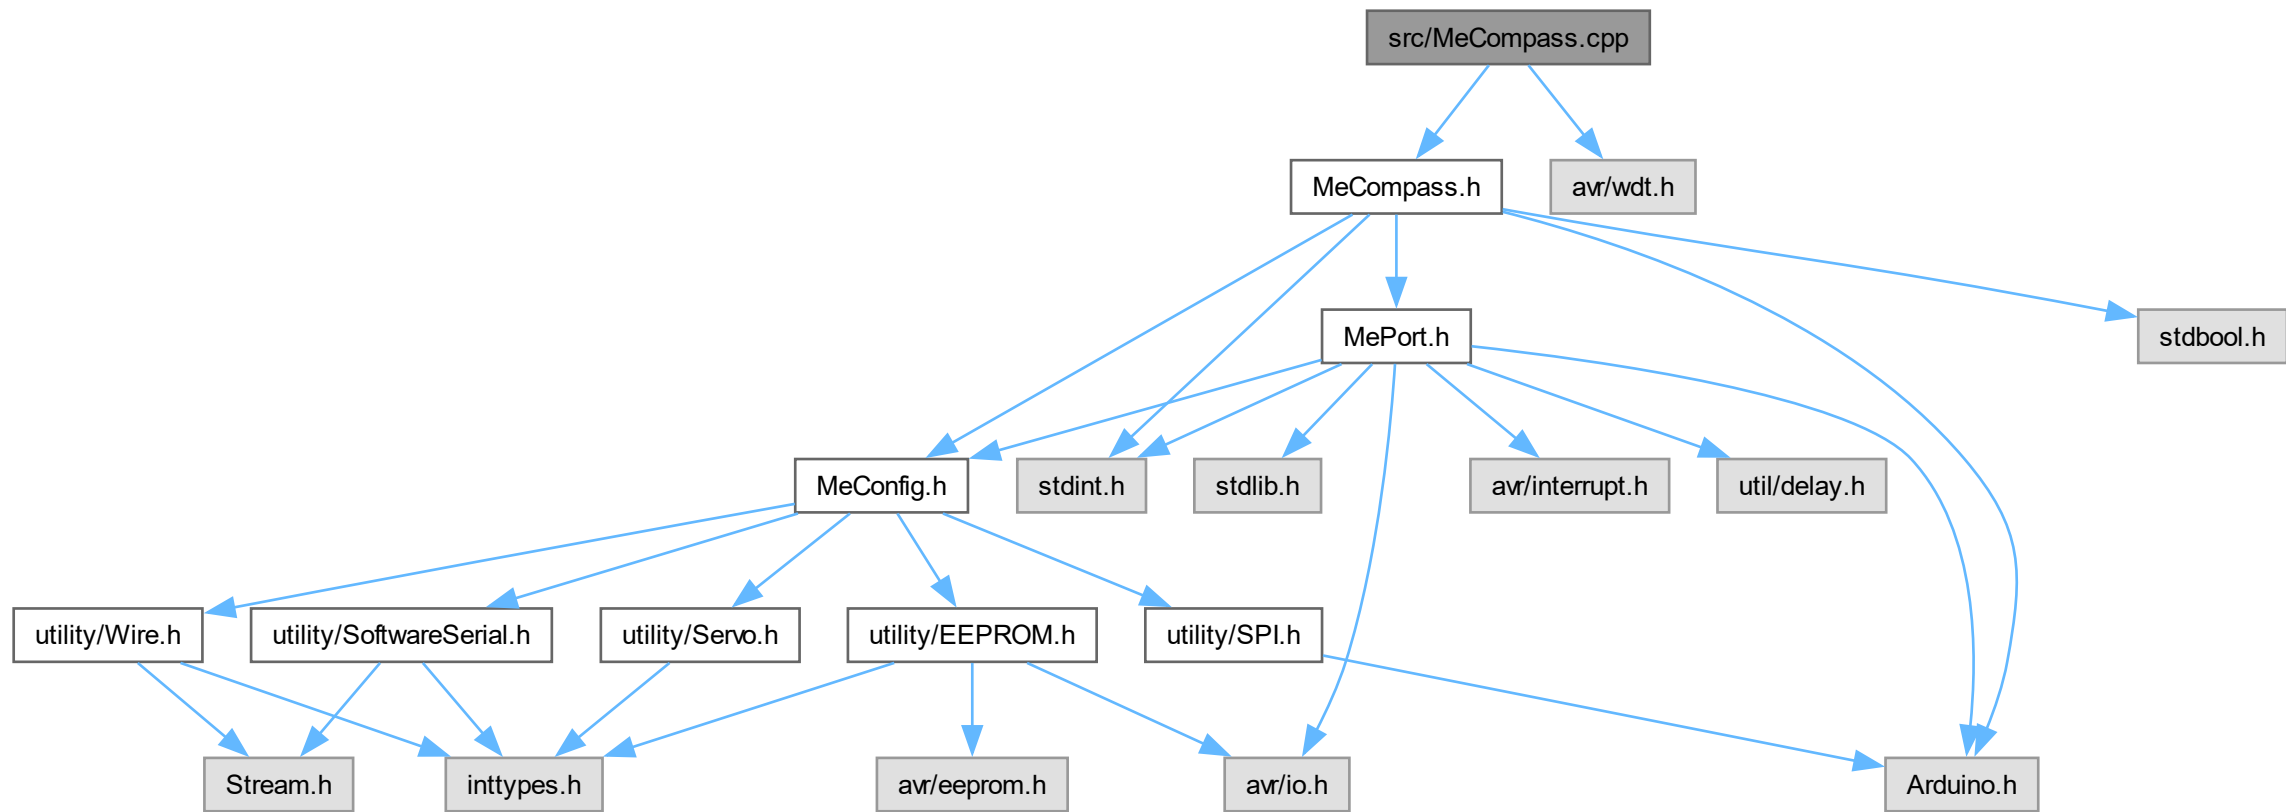 src/MeCompass.cpp
MeCompass.h
avr/wdt.h
MePort.h
stdbool.h
MeConfig.h
stdint.h
stdlib.h
avr/interrupt.h
util/delay.h
utility/Wire.h
utility/SoftwareSerial.h
utility/Servo.h
utility/EEPROM.h
utility/SPI.h
Stream.h
inttypes.h
avr/eeprom.h
avr/io.h
Arduino.h